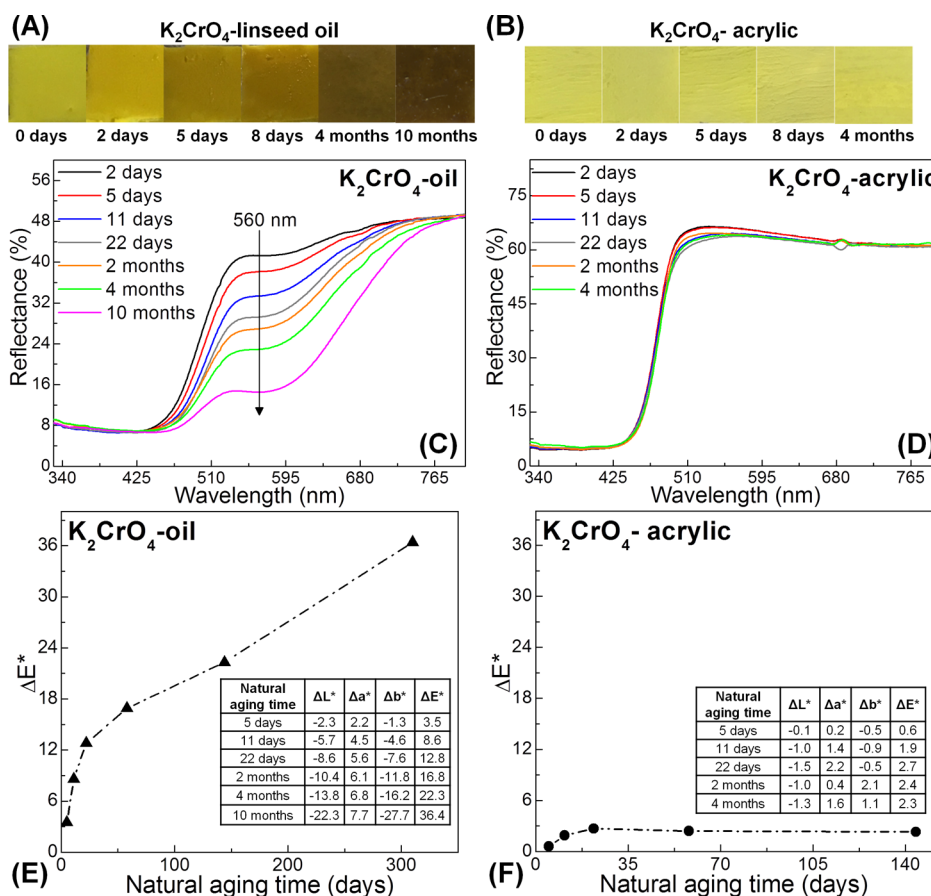 (A)
K₂CrO₄-linseed oil
0 days 2 days 5 days 8 days 4 months 10 months
(B)
K₂CrO₄- acrylic
0 days 2 days 5 days 8 days 4 months
K₂CrO₄-oil
2 days
5 days
11 days
22 days
2 months
4 months
10 months
560 nm
56
48
40
32
24
16
8
0
Reflectance (%)
340 425 510 595 680 765
Wavelength (nm)
(C)
K₂CrO₄-acrylic
2 days
5 days
11 days
22 days
2 months
4 months
75
60
45
30
15
0
Reflectance (%)
340 425 510 595 680 765
Wavelength (nm)
(D)
K₂CrO₄-oil
36
30
24
18
12
6
0
ΔE*
Natural aging time ΔL* Δa* Δb* ΔE*
5 days -2.3 2.2 -1.3 3.5
11 days -5.7 4.5 -4.6 8.6
22 days -8.6 5.6 -7.6 12.8
2 months -10.4 6.1 -11.8 16.8
4 months -13.8 6.8 -16.2 22.3
10 months -22.3 7.7 -27.7 36.4
0 50 100 150 200 250 300
Natural aging time (days)
(E)
K₂CrO₄- acrylic
36
30
24
18
12
6
0
ΔE*
Natural aging time ΔL* Δa* Δb* ΔE*
5 days -0.1 0.2 -0.5 0.6
11 days -1.0 1.4 -0.9 1.9
22 days -1.5 2.2 -0.5 2.7
2 months -1.0 0.4 2.1 2.4
4 months -1.3 1.6 1.1 2.3
0 35 70 105 140
Natural aging time (days)
(F)